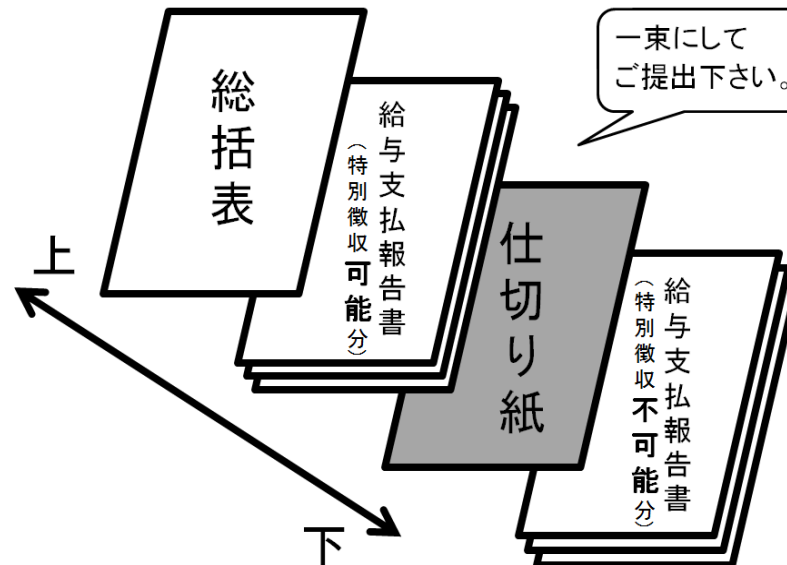 総括表
給与支払報告書
（特別徴収可能分）
一束にして
ご提出下さい。
仕切り紙
給与支払報告書
（特別徴収不可能分）
上
下